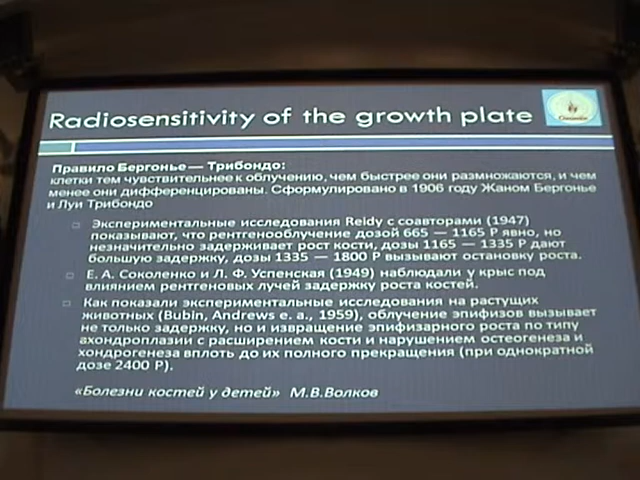 Radiosensitivity of the growth plate
Правило Бергонье — Трибондо:
клетки тем чувствительнее к облучению, чем быстрее они размножаются, и чем
менее они дифференцированы. Сформулировано в 1906 году Жаном Бергонье
и Луи Трибондо
Экспериментальные исследования Reidy с соавторами (1947)
показывают, что рентгенооблучение дозой 665 — 1165 Р явно, но
незначительно задерживает рост кости, дозы 1165 — 1335 Р дают
большую задержку, дозы 1335 — 1800 Р вызывают остановку роста.
Е. А. Соколенко и Л. Ф. Успенская (1949) наблюдали у крыс под
влиянием рентгеновых лучей задержку роста костей.
Как показали экспериментальные исследования на растущих
животных (Bubin, Andrews e. a., 1959), облучение эпифизов вызывает
не только задержку, но и извращение эпифизарного роста по типу
ахондроплазии с расширением кости и нарушением остеогенеза и
хондрогенеза вплоть до их полного прекращения (при однократной
дозе 2400 Р).
«Болезни костей у детей» М.В.Волков